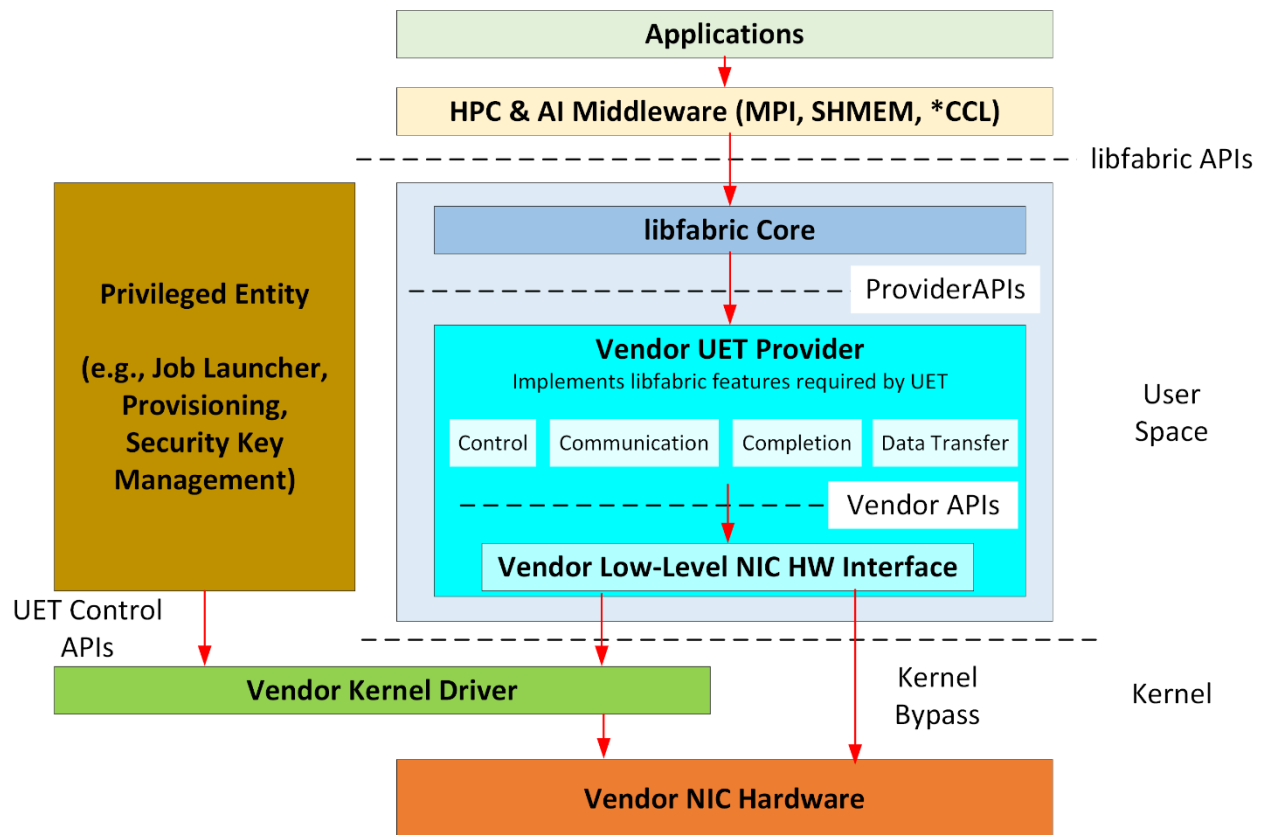 Applications
HPC & AI Middleware (MPI, SHMEM, *CCL)
libfabric APIs
libfabric Core
ProviderAPIs
Privileged Entity
(e.g., Job Launcher,
Provisioning,
Security Key
Management)
Vendor UET Provider
Implements libfabric features required by UET
Control
Communication
Completion
Data Transfer
User
Space
Vendor APIs
Vendor Low-Level NIC HW Interface
UET Control
APIs
Vendor Kernel Driver
Kernel
Bypass
Kernel
Vendor NIC Hardware